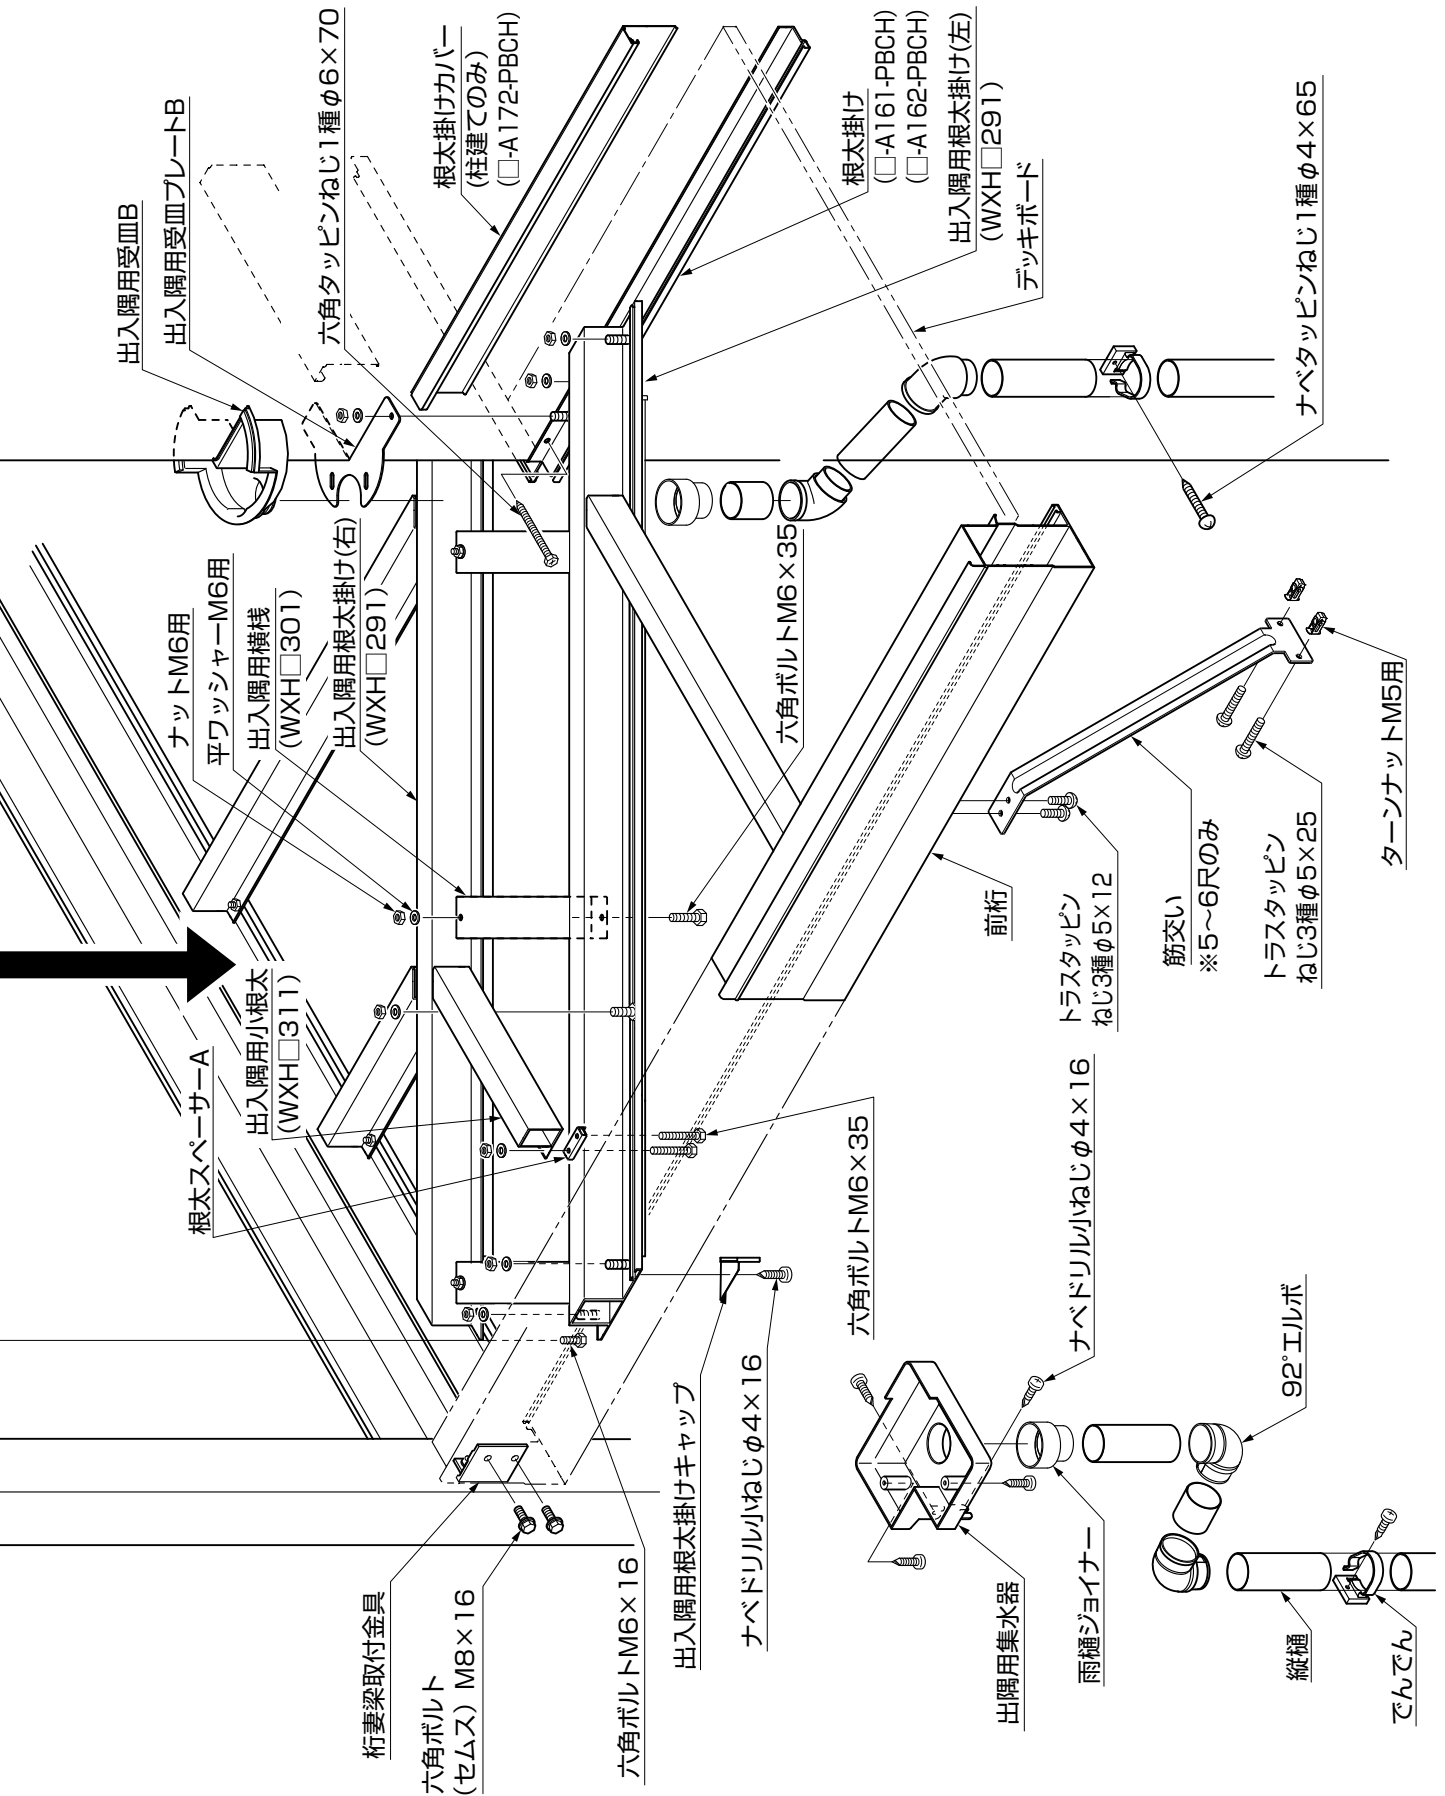 出入隅用受皿B
出入隅用受皿プレートB
六角タッピンねじ1種φ6×70
根太掛けカバー
(柱建てのみ)
(□-A172-PBCH)
根太掛け
(□-A161-PBCH)
(□-A162-PBCH)
出入隅用根太掛け(左)
(WXH□291)
デッキボード
ナベタッピンねじ1種φ4×65
ナットM6用
平ワッシャーM6用
出入隅用横桟
(WXH□301)
出入隅用根太掛け(右)
(WXH□291)
六角ボルトM6×35
根太スペーサーA
出入隅用小根太
(WXH□311)
前桁
トラスタッピン
ねじ3種φ5×12
筋交い
※5~6尺のみ
トラスタッピン
ねじ3種φ5×25
ターンナットM5用
桁妻梁取付金具
六角ボルト
(セムス) M8×16
六角ボルトM6×16
出入隅用根太掛けキャップ
ナベドリル小ねじφ4×16
六角ボルトM6×35
出隅用集水器
雨樋ジョイナー
ナベドリル小ねじφ4×16
92°エルボ
縦樋
でんでん